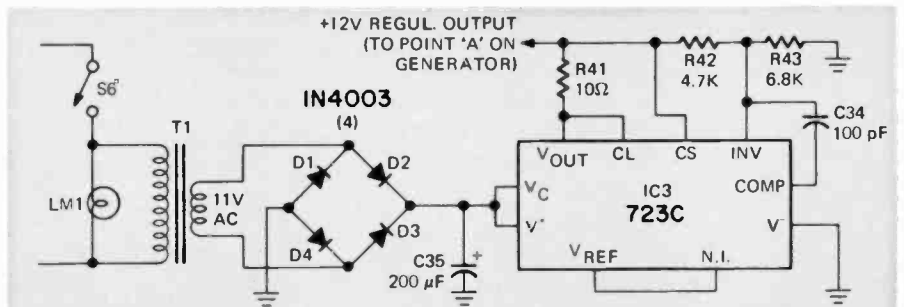 +12V REGUL. OUTPUT
(TO POINT 'A' ON
GENERATOR)
R42
4.7K
R43
6.8K
R41
10Ω
S6
IN4003
(4)
T1
C34
100 pF
D1
D2
VOUT
CL
CS
INV
LM1
11V
AC
VC
IC3
COMP
V+
723C
D4
D3
V-
C35
200 μF
+
VREF
N.I.